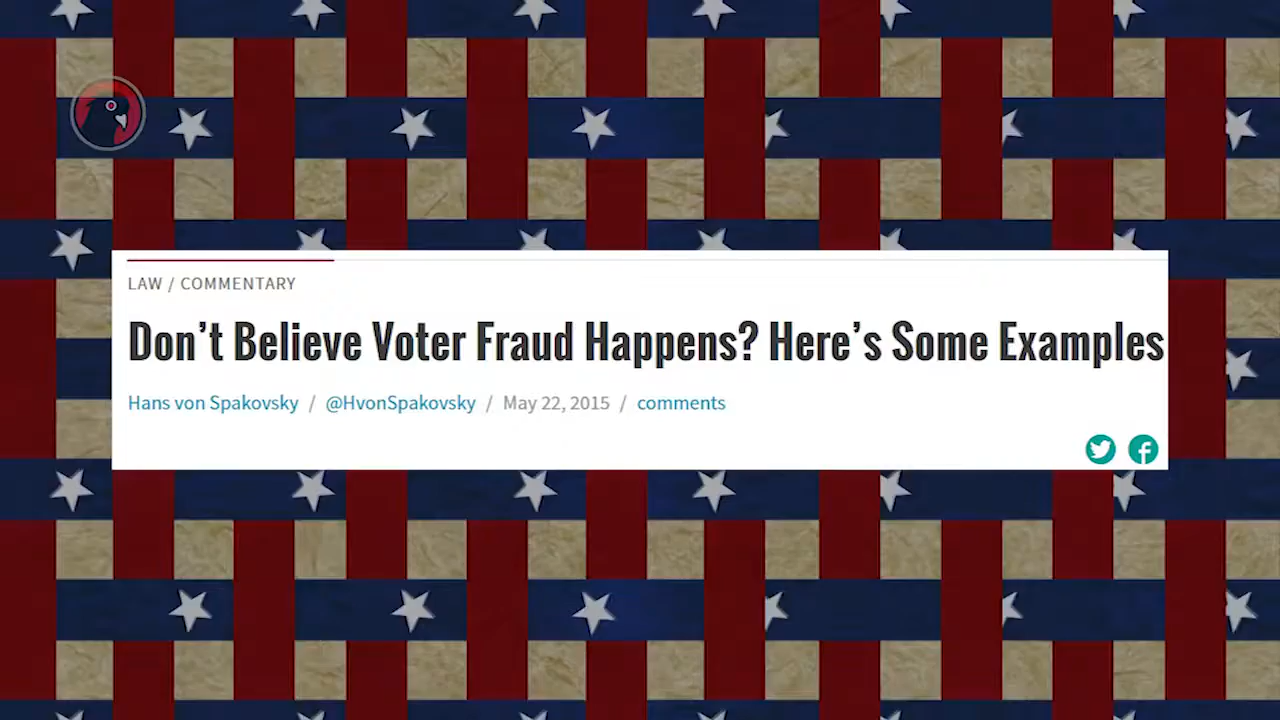 LAW / COMMENTARY
Don’t Believe Voter Fraud Happens? Here’s Some Examples
Hans von Spakovsky / @HvonSpakovsky / May 22, 2015 / comments